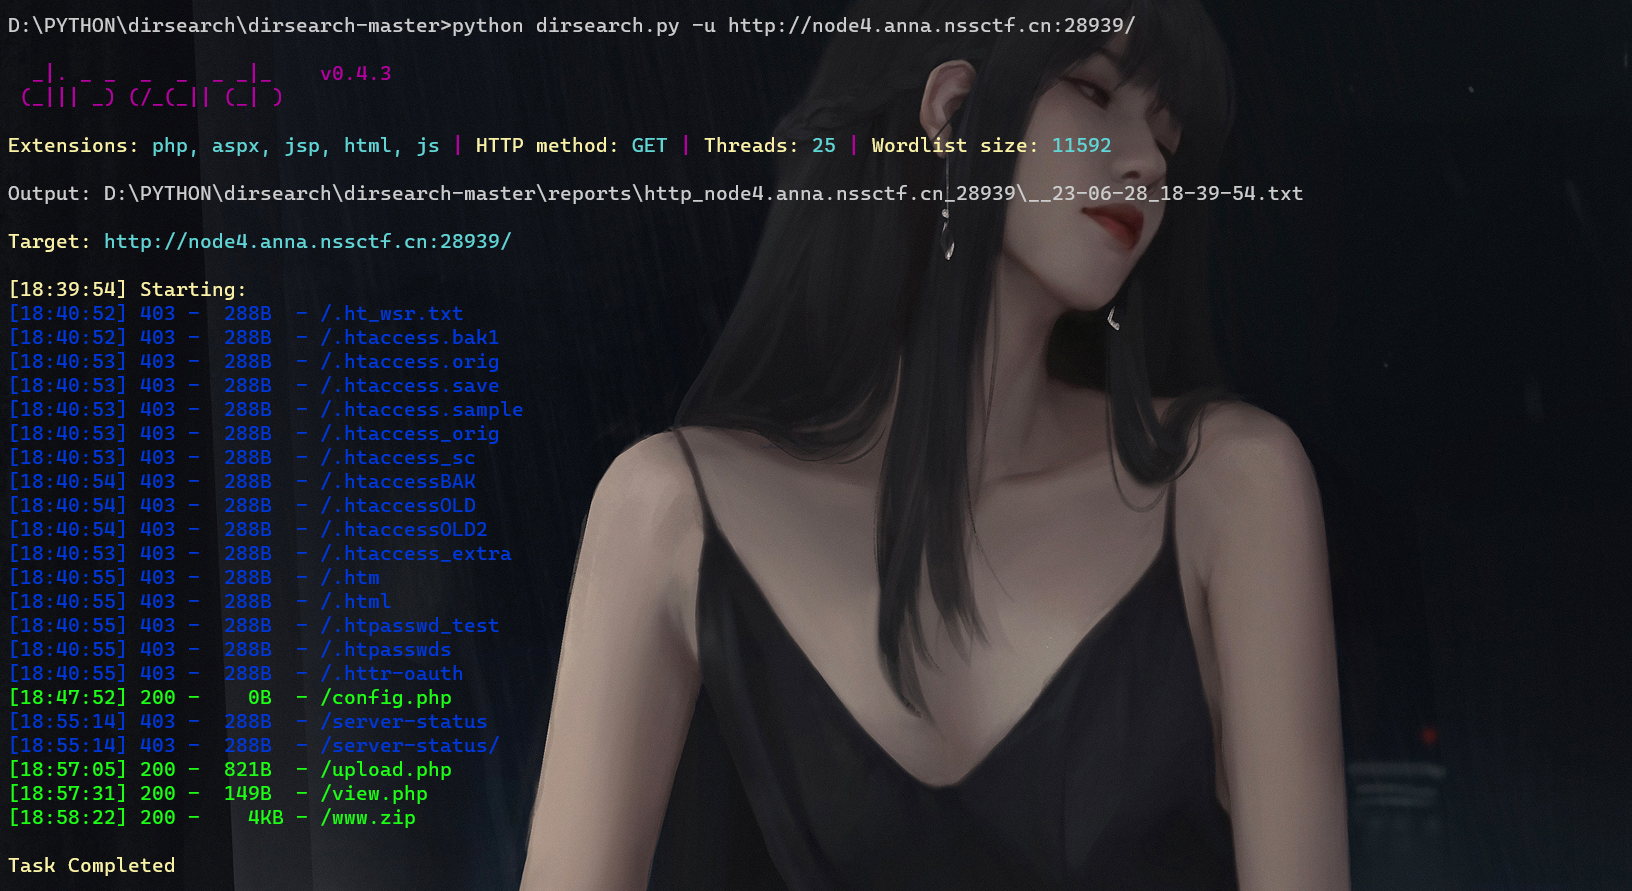 D:\PYTHON\dirsearch\dirsearch-master>python dirsearch.py -u http://node4.anna.nssctf.cn:28939/
  _|. _ _  _  _  _ _|_    v0.4.3
 (_||| _) (/_(_|| (_| )
Extensions: php, aspx, jsp, html, js | HTTP method: GET | Threads: 25 | Wordlist size: 11592
Output: D:\PYTHON\dirsearch\dirsearch-master\reports\http_node4.anna.nssctf.cn_28939\__23-06-28_18-39-54.txt
Target: http://node4.anna.nssctf.cn:28939/
[18:39:54] Starting:
[18:40:52] 403 -  288B  - /.ht_wsr.txt
[18:40:52] 403 -  288B  - /.htaccess.bak1
[18:40:53] 403 -  288B  - /.htaccess.orig
[18:40:53] 403 -  288B  - /.htaccess.save
[18:40:53] 403 -  288B  - /.htaccess.sample
[18:40:53] 403 -  288B  - /.htaccess_orig
[18:40:53] 403 -  288B  - /.htaccess_sc
[18:40:54] 403 -  288B  - /.htaccessBAK
[18:40:54] 403 -  288B  - /.htaccessOLD
[18:40:54] 403 -  288B  - /.htaccessOLD2
[18:40:53] 403 -  288B  - /.htaccess_extra
[18:40:55] 403 -  288B  - /.htm
[18:40:55] 403 -  288B  - /.html
[18:40:55] 403 -  288B  - /.htpasswd_test
[18:40:55] 403 -  288B  - /.htpasswds
[18:40:55] 403 -  288B  - /.httr-oauth
[18:47:52] 200 -    0B  - /config.php
[18:55:14] 403 -  288B  - /server-status
[18:55:14] 403 -  288B  - /server-status/
[18:57:05] 200 -  821B  - /upload.php
[18:57:31] 200 -  149B  - /view.php
[18:58:22] 200 -    4KB - /www.zip
Task Completed